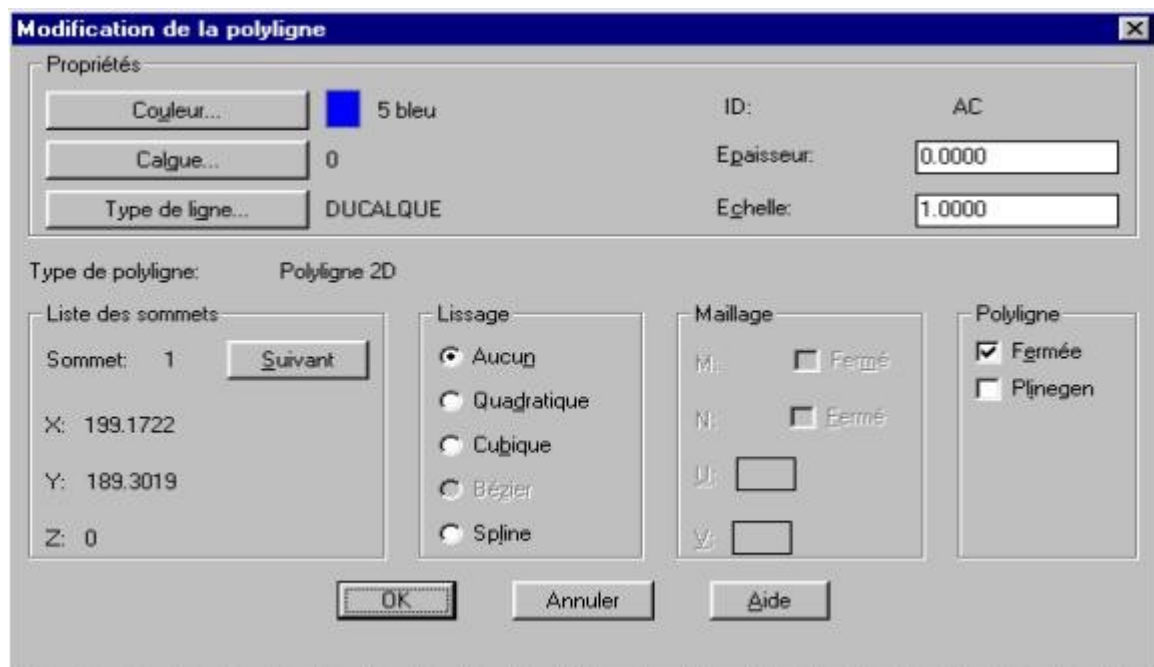 Modification de la polyligne
Propriétés
Couleur... 5 bleu ID: AC
Calgue... 0 Epaisseur: 0.0000
Type de ligne... DUCALQUE Echelle: 1.0000
Type de polyligne: Polyligne 2D
Liste des sommets
Sommet: 1 Suivant
X: 199.1722
Y: 189.3019
Z: 0
Lissage
Aucun
Quadratique
Cubique
Bézier
Spline
Maillage
M: Fermé
N: Fermé
U:
V:
Polyligne
Fermée
Plinegen
OK Annuler Aide